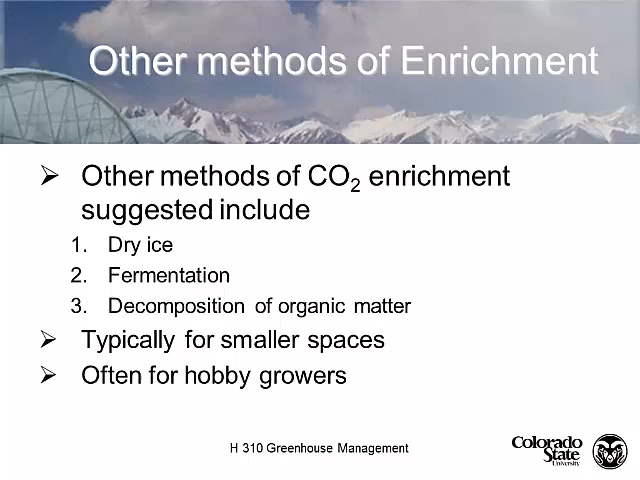 Other methods of Enrichment
➢ Other methods of CO₂ enrichment
suggested include
1. Dry ice
2. Fermentation
3. Decomposition of organic matter
➢ Typically for smaller spaces
➢ Often for hobby growers
H 310 Greenhouse Management
Colorado
State
University